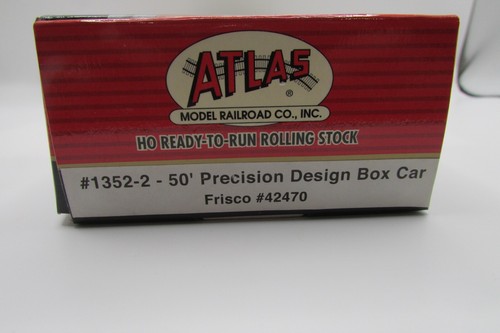 ATLAS
®
MODEL RAILROAD CO., INC.
HO READY-TO-RUN ROLLING STOCK
#1352-2 - 50' Precision Design Box Car
Frisco #42470